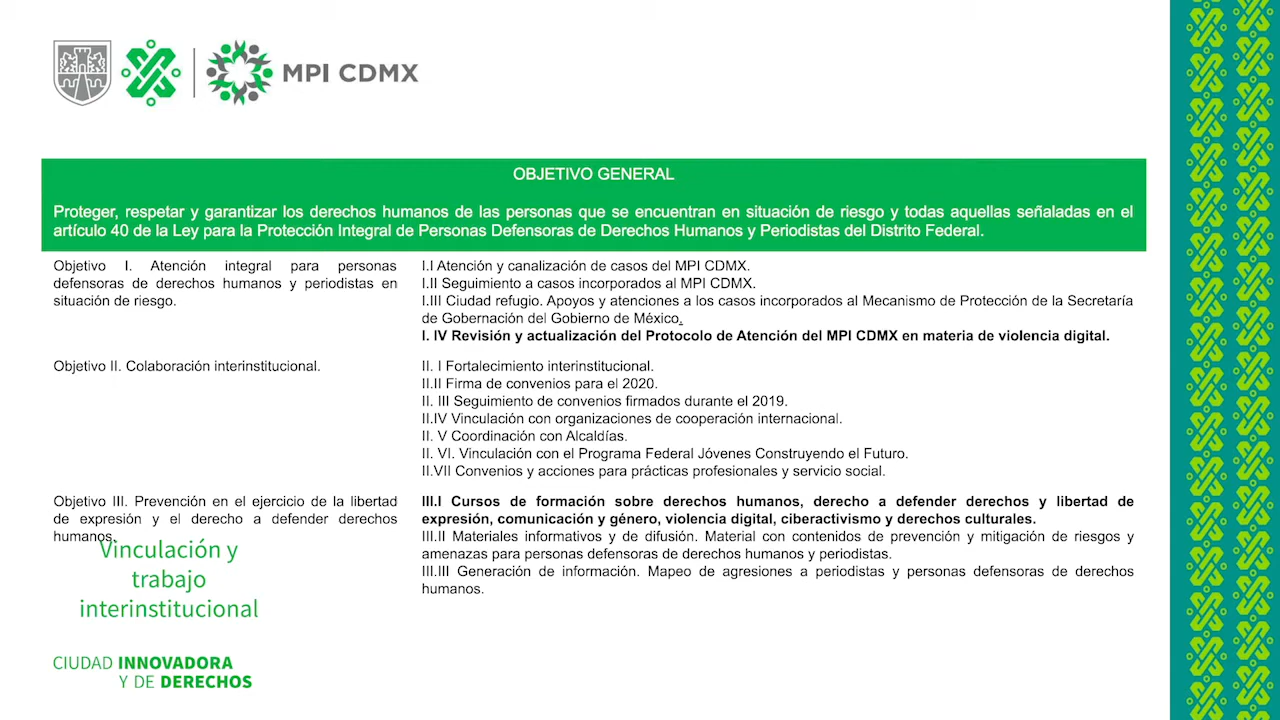 MPI CDMX
OBJETIVO GENERAL
Proteger, respetar y garantizar los derechos humanos de las personas que se encuentran en situación de riesgo y todas aquellas señaladas en el
artículo 40 de la Ley para la Protección Integral de Personas Defensoras de Derechos Humanos y Periodistas del Distrito Federal.
Objetivo I. Atención integral para personas
defensoras de derechos humanos y periodistas en
situación de riesgo.
I.I Atención y canalización de casos del MPI CDMX.
I.II Seguimiento a casos incorporados al MPI CDMX.
I.III Ciudad refugio. Apoyos y atenciones a los casos incorporados al Mecanismo de Protección de la Secretaría
de Gobernación del Gobierno de México.
I. IV Revisión y actualización del Protocolo de Atención del MPI CDMX en materia de violencia digital.
Objetivo II. Colaboración interinstitucional.
II. I Fortalecimiento interinstitucional.
II.II Firma de convenios para el 2020.
II. III Seguimiento de convenios firmados durante el 2019.
II.IV Vinculación con organizaciones de cooperación internacional.
II. V Coordinación con Alcaldías.
II. VI. Vinculación con el Programa Federal Jóvenes Construyendo el Futuro.
II.VII Convenios y acciones para prácticas profesionales y servicio social.
Objetivo III. Prevención en el ejercicio de la libertad
de expresión y el derecho a defender derechos
humanos.
III.I Cursos de formación sobre derechos humanos, derecho a defender derechos y libertad de
expresión, comunicación y género, violencia digital, ciberactivismo y derechos culturales.
III.II Materiales informativos y de difusión. Material con contenidos de prevención y mitigación de riesgos y
amenazas para personas defensoras de derechos humanos y periodistas.
III.III Generación de información. Mapeo de agresiones a periodistas y personas defensoras de derechos
humanos.
Vinculación y
trabajo
interinstitucional
CIUDAD INNOVADORA
Y DE DERECHOS